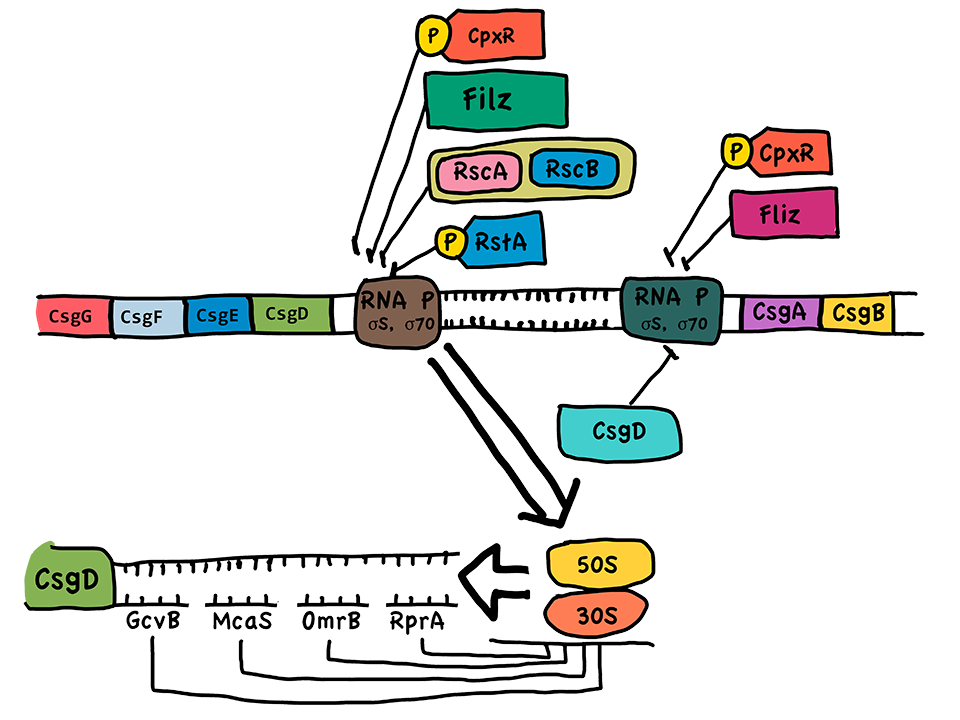 P CpxR
Filz
RscA RscB
P RstA
P CpxR
Fliz
CsgG CsgF CsgE CsgD
RNA P
σS, σ70
RNA P
σS, σ70
CsgA CsgB
CsgD
50S
30S
CsgD
GcvB McaS OmrB RprA